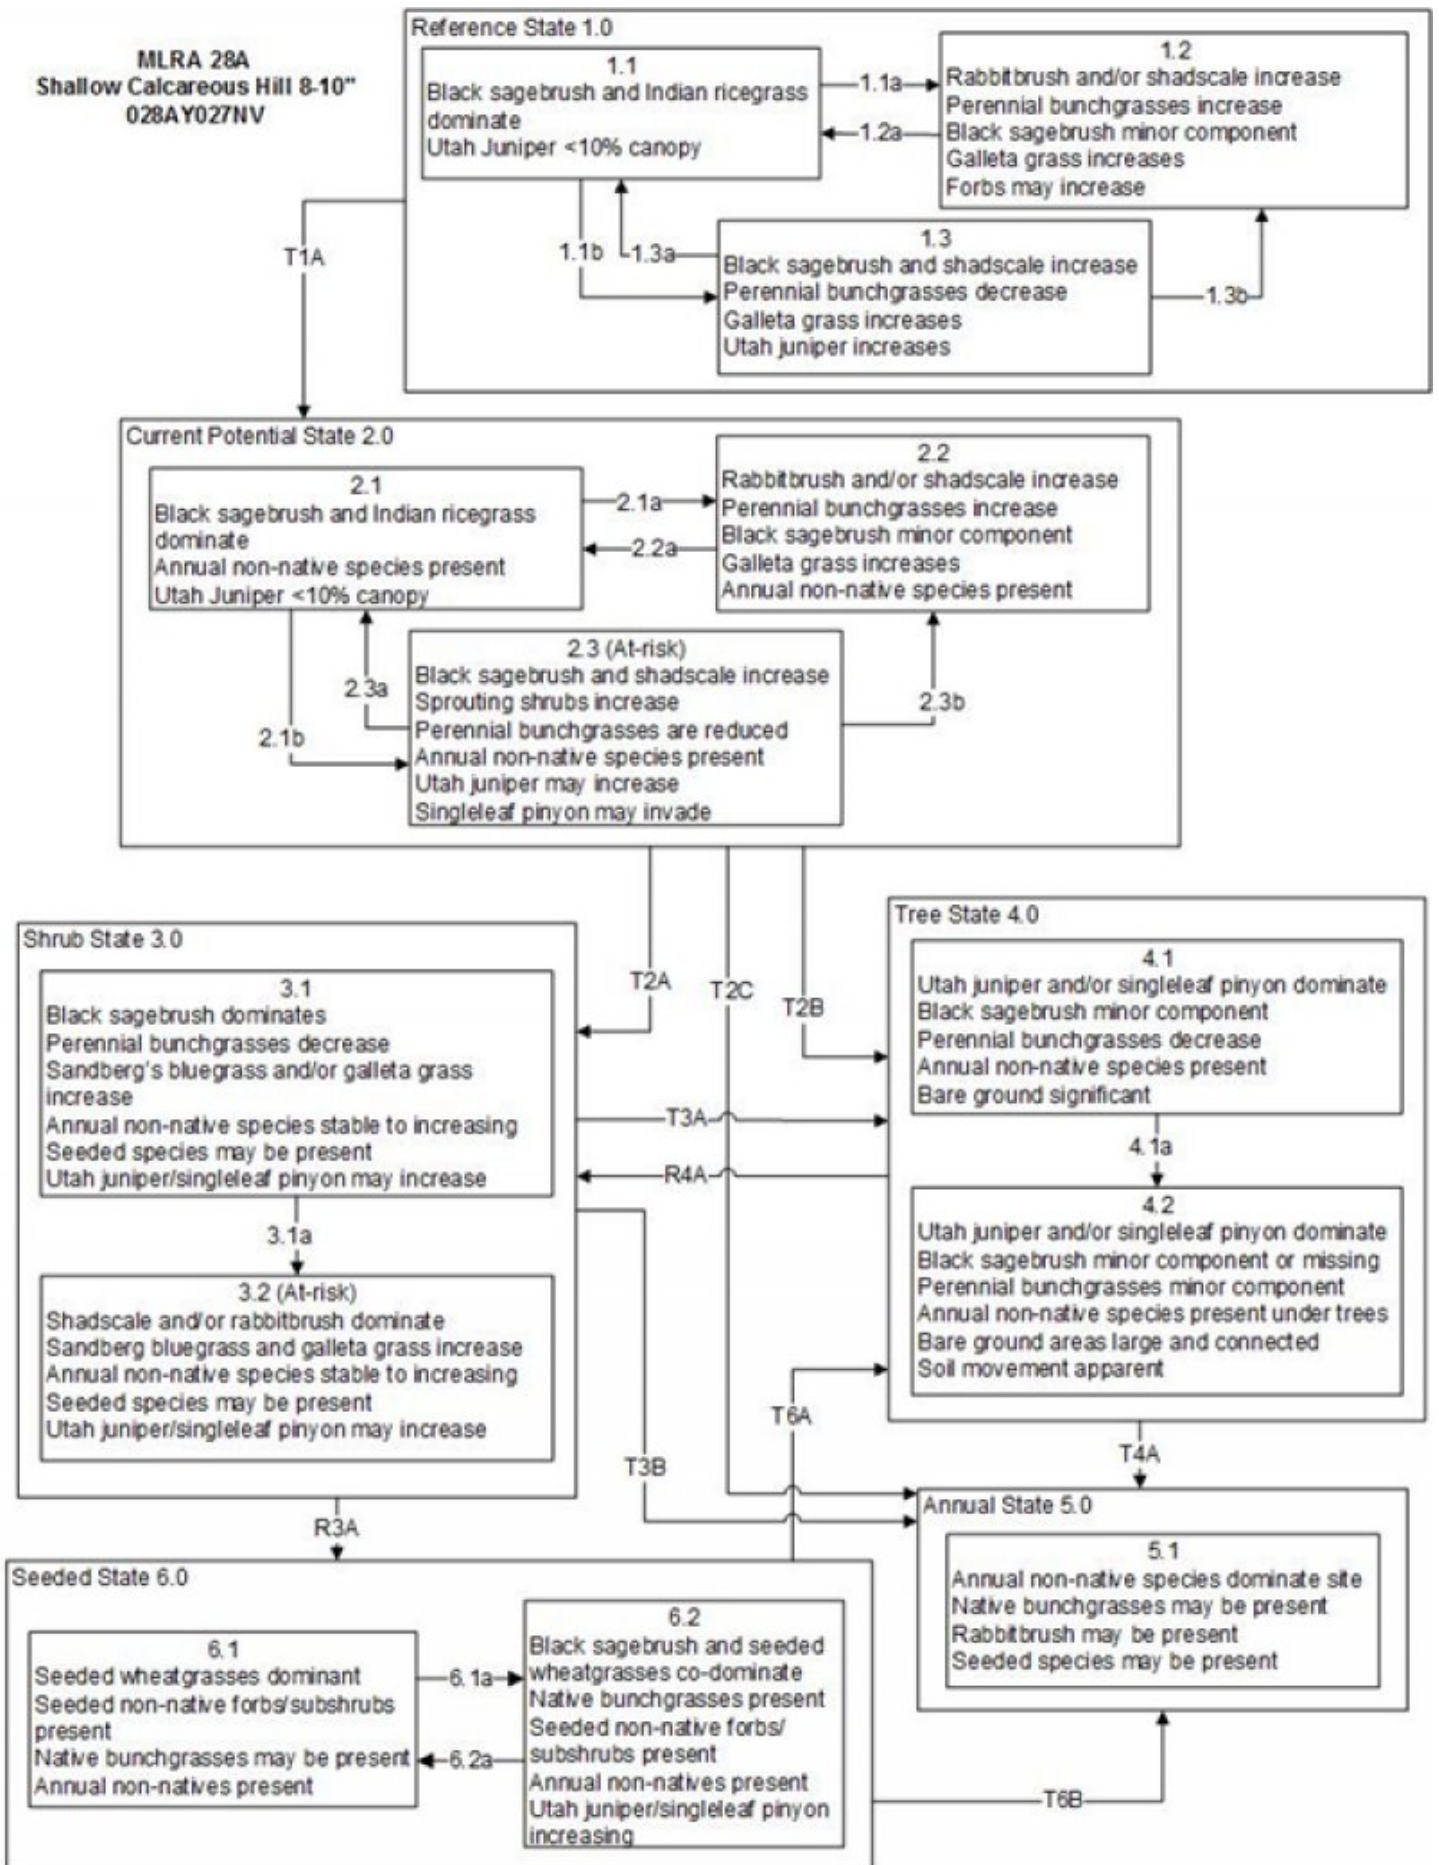 MLRA 28A
Shallow Calcareous Hill 8-10"
028AY027NV
Reference State 1.0
1.1
Black sagebrush and Indian ricegrass
dominate
Utah Juniper <10% canopy
1.1a
1.2a
1.2
Rabbitbrush and/or shadscale increase
Perennial bunchgrasses increase
Black sagebrush minor component
Galleta grass increases
Forbs may increase
1.1b
1.3a
1.3
Black sagebrush and shadscale increase
Perennial bunchgrasses decrease
Galleta grass increases
Utah juniper increases
1.3b
T1A
Current Potential State 2.0
2.1
Black sagebrush and Indian ricegrass
dominate
Annual non-native species present
Utah Juniper <10% canopy
2.1a
2.2a
2.2
Rabbitbrush and/or shadscale increase
Perennial bunchgrasses increase
Black sagebrush minor component
Galleta grass increases
Annual non-native species present
2.1b
2.3a
2.3 (At-risk)
Black sagebrush and shadscale increase
Sprouting shrubs increase
Perennial bunchgrasses are reduced
Annual non-native species present
Utah juniper may increase
Singleleaf pinyon may invade
2.3b
T2A
T2C
T2B
Shrub State 3.0
3.1
Black sagebrush dominates
Perennial bunchgrasses decrease
Sandberg's bluegrass and/or galleta grass
increase
Annual non-native species stable to increasing
Seeded species may be present
Utah juniper/singleleaf pinyon may increase
3.1a
3.2 (At-risk)
Shadscale and/or rabbitbrush dominate
Sandberg bluegrass and galleta grass increase
Annual non-native species stable to increasing
Seeded species may be present
Utah juniper/singleleaf pinyon may increase
T3A
R4A
T3B
R3A
Tree State 4.0
4.1
Utah juniper and/or singleleaf pinyon dominate
Black sagebrush minor component
Perennial bunchgrasses decrease
Annual non-native species present
Bare ground significant
4.1a
4.2
Utah juniper and/or singleleaf pinyon dominate
Black sagebrush minor component or missing
Perennial bunchgrasses minor component
Annual non-native species present under trees
Bare ground areas large and connected
Soil movement apparent
T6A
T4A
Annual State 5.0
5.1
Annual non-native species dominate site
Native bunchgrasses may be present
Rabbitbrush may be present
Seeded species may be present
Seeded State 6.0
6.1
Seeded wheatgrasses dominant
Seeded non-native forbs/subshrubs
present
Native bunchgrasses may be present
Annual non-natives present
6.1a
6.2a
6.2
Black sagebrush and seeded
wheatgrasses co-dominate
Native bunchgrasses present
Seeded non-native forbs/
subshrubs present
Annual non-natives present
Utah juniper/singleleaf pinyon
increasing
T6B